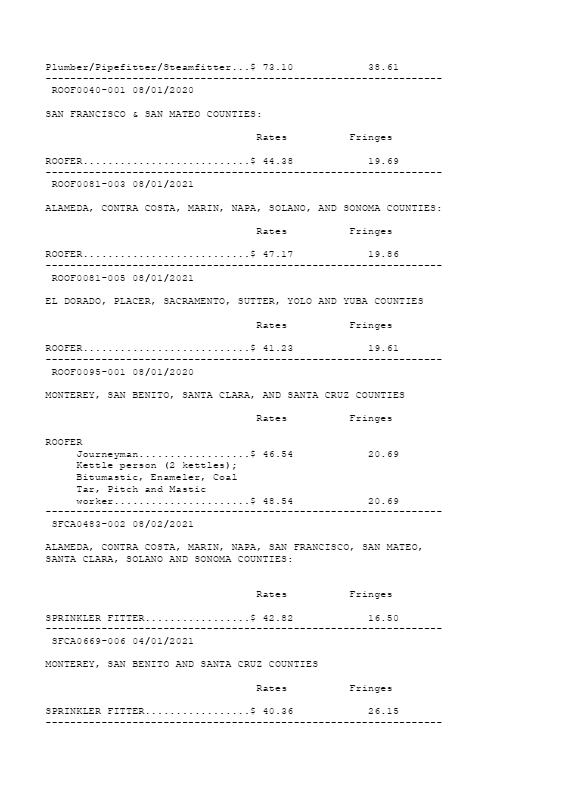 Plumber/Pipefitter/Steamfitter...$ 73.10            38.61
----------------------------------------------------------------
 ROOF0040-001 08/01/2020
SAN FRANCISCO & SAN MATEO COUNTIES:
                                  Rates          Fringes
ROOFER...........................$ 44.38            19.69
----------------------------------------------------------------
 ROOF0081-003 08/01/2021
ALAMEDA, CONTRA COSTA, MARIN, NAPA, SOLANO, AND SONOMA COUNTIES:
                                  Rates          Fringes
ROOFER...........................$ 47.17            19.86
----------------------------------------------------------------
 ROOF0081-005 08/01/2021
EL DORADO, PLACER, SACRAMENTO, SUTTER, YOLO AND YUBA COUNTIES
                                  Rates          Fringes
ROOFER...........................$ 41.23            19.61
----------------------------------------------------------------
 ROOF0095-001 08/01/2020
MONTEREY, SAN BENITO, SANTA CLARA, AND SANTA CRUZ COUNTIES
                                  Rates          Fringes
ROOFER
     Journeyman..................$ 46.54            20.69
     Kettle person (2 kettles);
     Bitumastic, Enameler, Coal
     Tar, Pitch and Mastic
     worker......................$ 48.54            20.69
----------------------------------------------------------------
 SFCA0483-002 08/02/2021
ALAMEDA, CONTRA COSTA, MARIN, NAPA, SAN FRANCISCO, SAN MATEO,
SANTA CLARA, SOLANO AND SONOMA COUNTIES:
                                  Rates          Fringes
SPRINKLER FITTER.................$ 42.82            16.50
----------------------------------------------------------------
 SFCA0669-006 04/01/2021
MONTEREY, SAN BENITO AND SANTA CRUZ COUNTIES
                                  Rates          Fringes
SPRINKLER FITTER.................$ 40.36            26.15
----------------------------------------------------------------